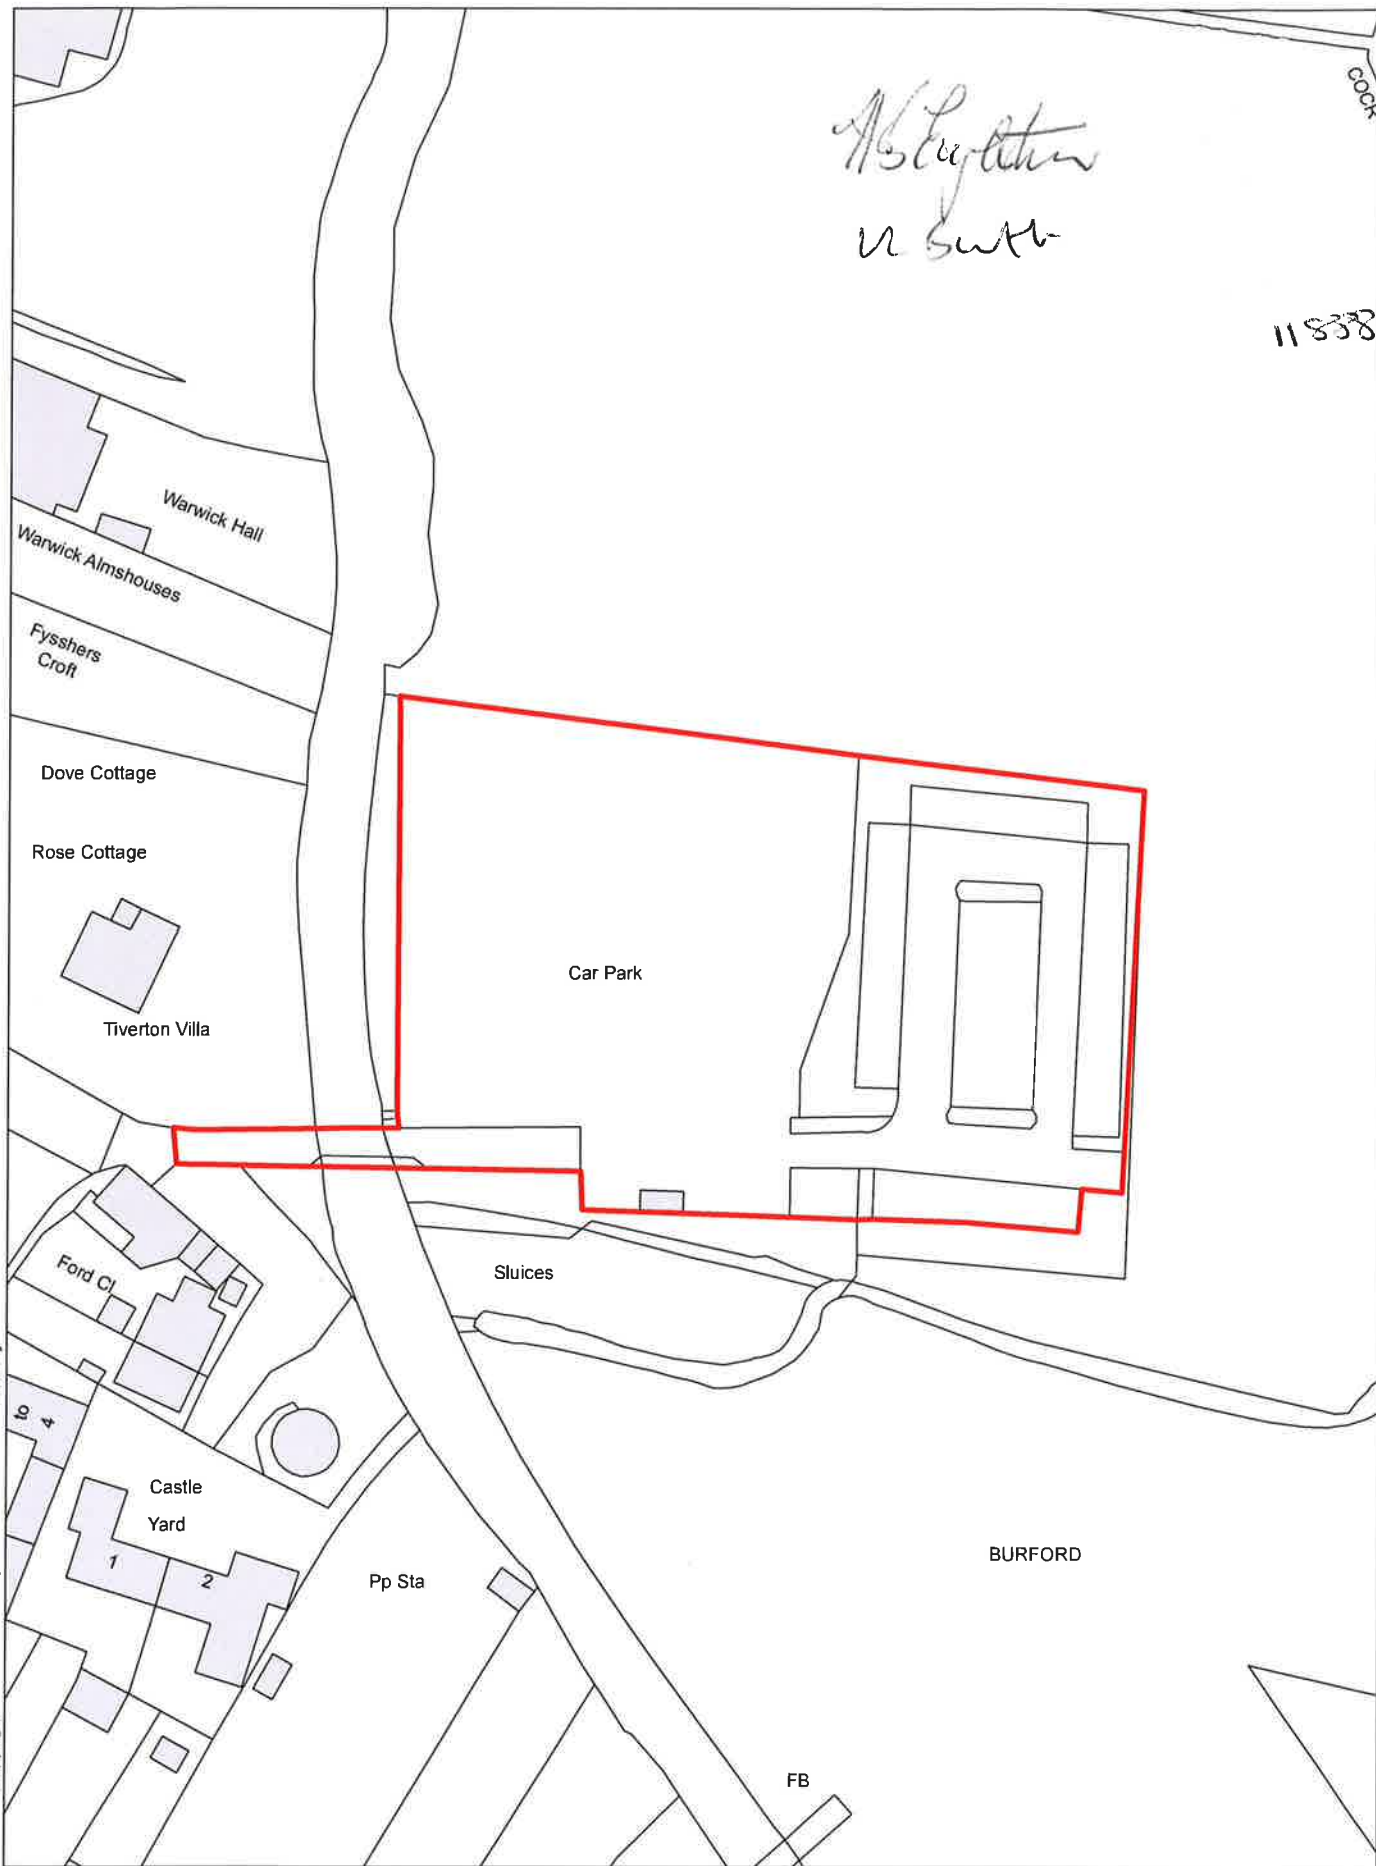 COCK
11838
Warwick Hall
Warwick Almshouses
Fysshers
Croft
Dove Cottage
Rose Cottage
Car Park
Tiverton Villa
Ford Cl
Sluices
to
4
Castle
Yard
1
2
Pp Sta
BURFORD
FB